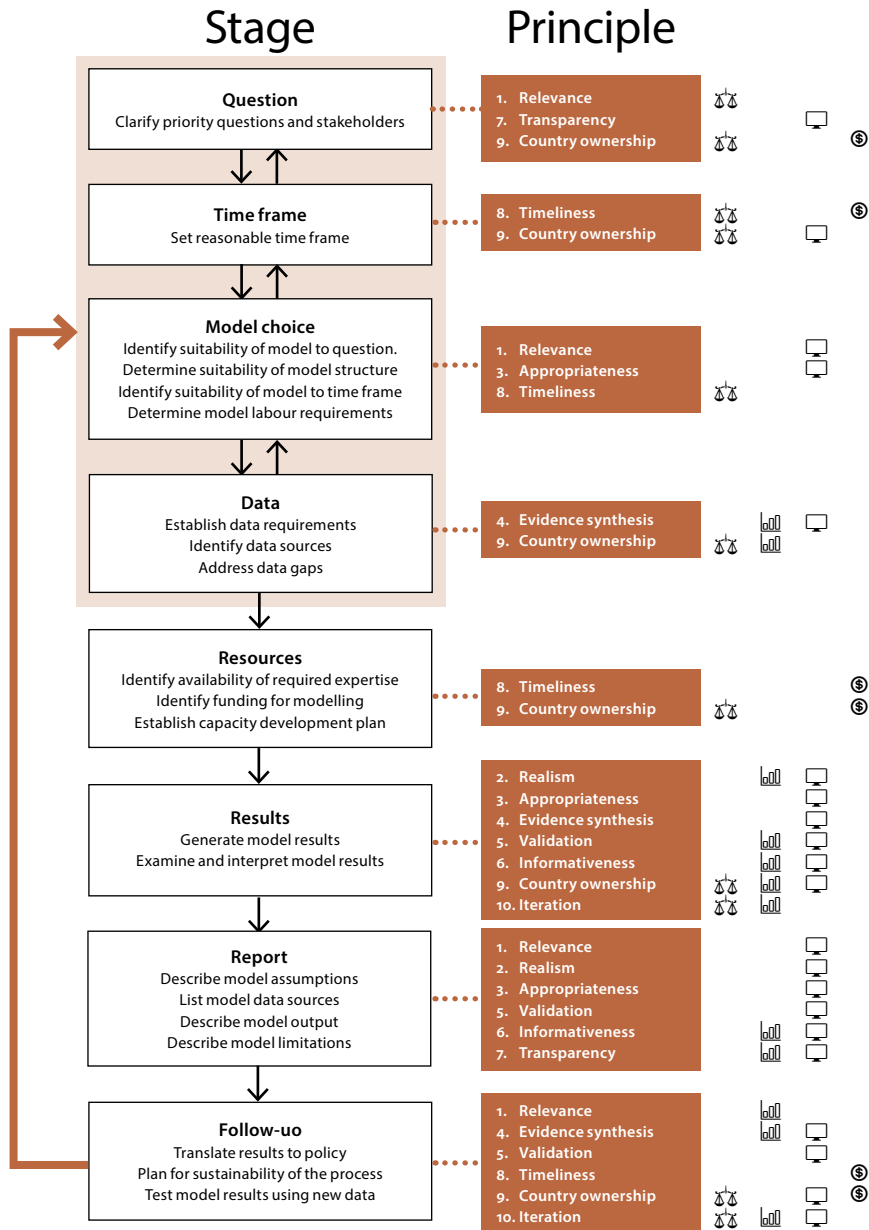 Stage
Principle
Question
Clarify priority questions and stakeholders
1. Relevance
7. Transparency
9. Country ownership
Time frame
Set reasonable time frame
8. Timeliness
9. Country ownership
Model choice
Identify suitability of model to question.
Determine suitability of model structure
Identify suitability of model to time frame
Determine model labour requirements
1. Relevance
3. Appropriateness
8. Timeliness
Data
Establish data requirements
Identify data sources
Address data gaps
4. Evidence synthesis
9. Country ownership
Resources
Identify availability of required expertise
Identify funding for modelling
Establish capacity development plan
8. Timeliness
9. Country ownership
Results
Generate model results
Examine and interpret model results
2. Realism
3. Appropriateness
4. Evidence synthesis
5. Validation
6. Informativeness
9. Country ownership
10. Iteration
Report
Describe model assumptions
List model data sources
Describe model output
Describe model limitations
1. Relevance
2. Realism
3. Appropriateness
5. Validation
6. Informativeness
7. Transparency
Follow-uo
Translate results to policy
Plan for sustainability of the process
Test model results using new data
1. Relevance
4. Evidence synthesis
5. Validation
8. Timeliness
9. Country ownership
10. Iteration